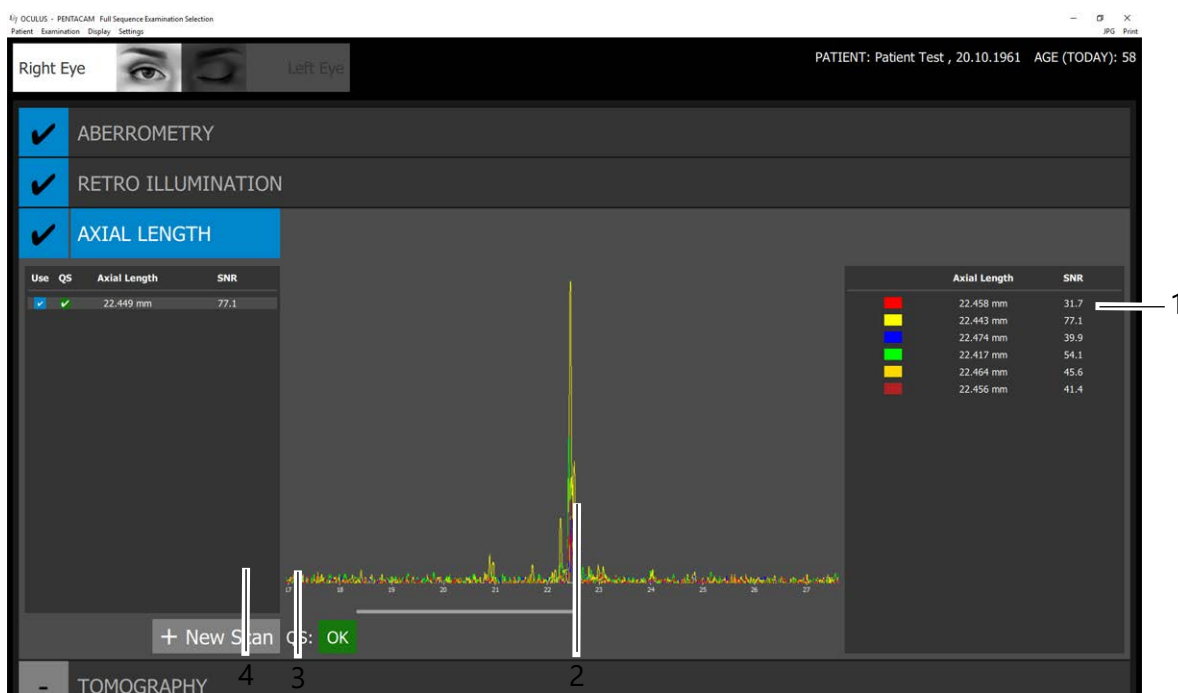 OCULUS - PENTACAM Full Sequence Examination Selection
Patient Examination Display Settings
JPG Print
Right Eye
Left Eye
PATIENT: Patient Test , 20.10.1961 AGE (TODAY): 58
✔ ABERROMETRY
✔ RETRO ILLUMINATION
✔ AXIAL LENGTH
Use QS Axial Length SNR
22.449 mm 77.1
Axial Length SNR
22.458 mm 31.7
22.443 mm 77.1
22.474 mm 39.9
22.417 mm 54.1
22.464 mm 45.6
22.456 mm 41.4
1
17 18 19 20 21 22 23 24 25 26 27
+ New Scan QS: OK
4 3 2
- TOMOGRAPHY